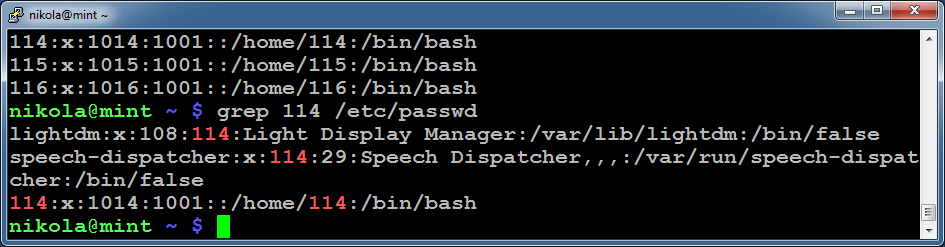 nikola@mint ~
114:x:1014:1001::/home/114:/bin/bash
115:x:1015:1001::/home/115:/bin/bash
116:x:1016:1001::/home/116:/bin/bash
nikola@mint ~ $ grep 114 /etc/passwd
lightdm:x:108:114:Light Display Manager:/var/lib/lightdm:/bin/false
speech-dispatcher:x:114:29:Speech Dispatcher,,,:/var/run/speech-dispat
cher:/bin/false
114:x:1014:1001::/home/114:/bin/bash
nikola@mint ~ $